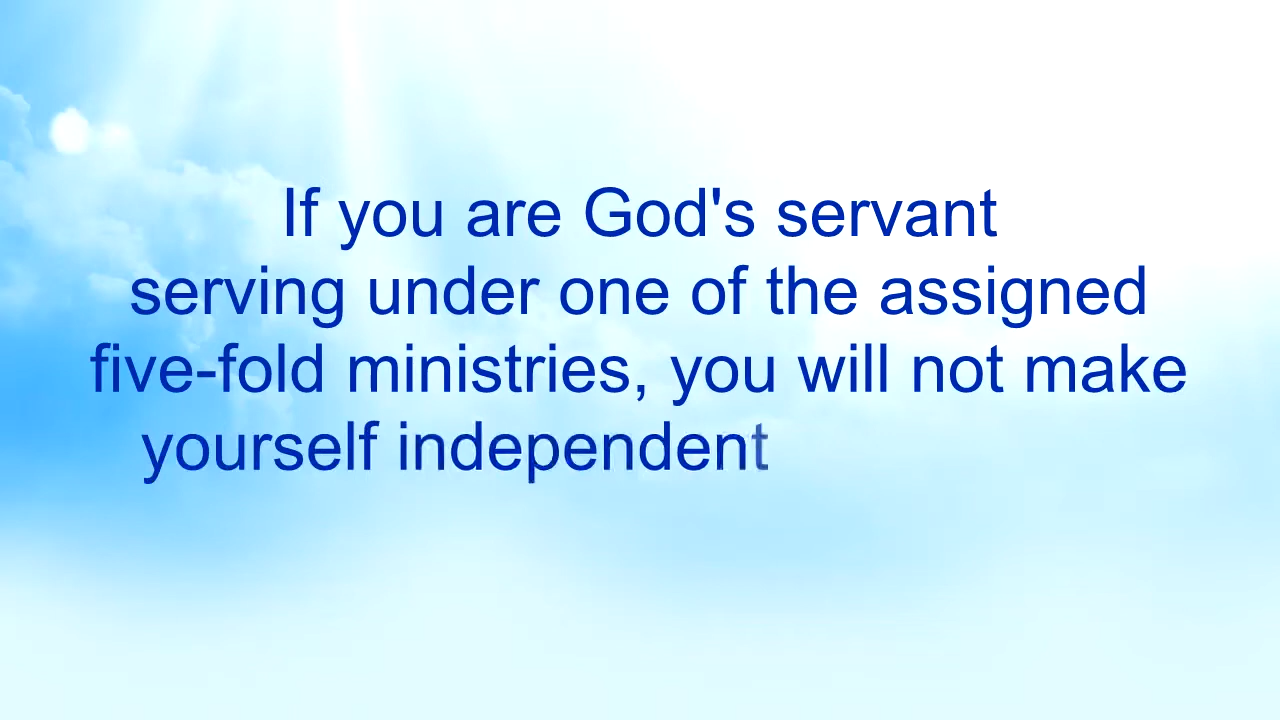 If you are God's servant
serving under one of the assigned
five-fold ministries, you will not make
yourself independent